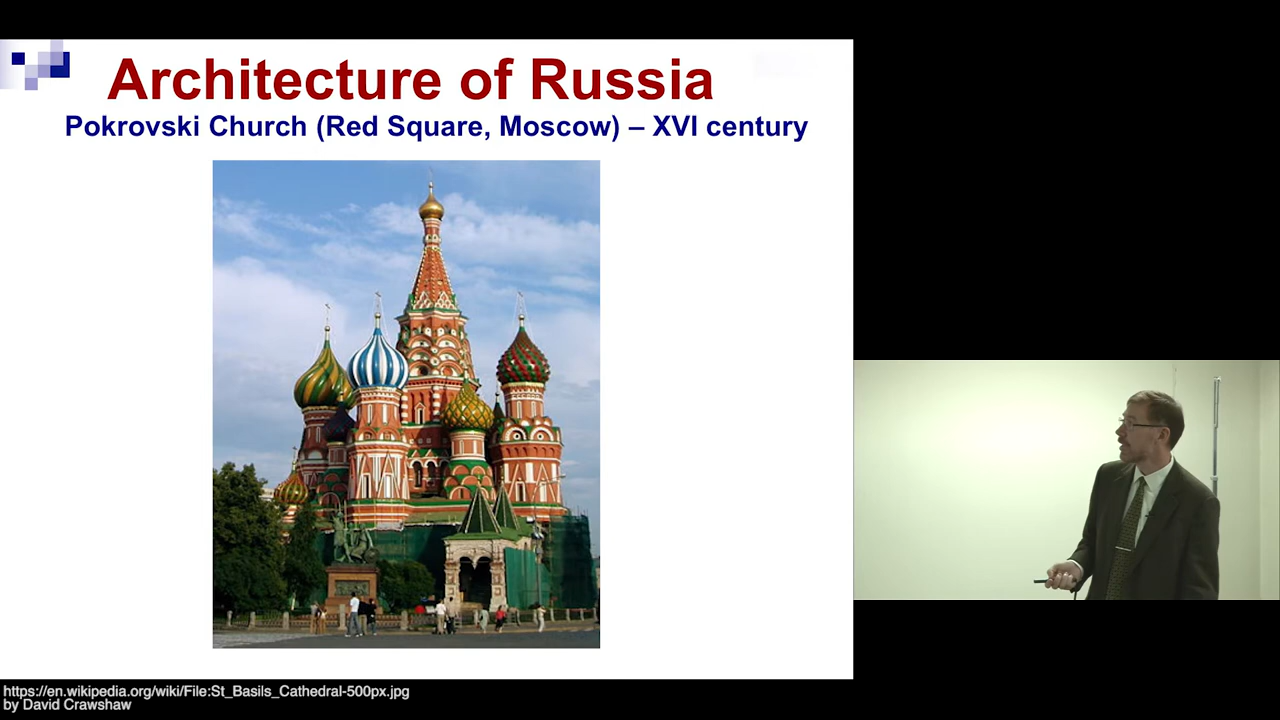 Architecture of Russia
Pokrovski Church (Red Square, Moscow) – XVI century
https://en.wikipedia.org/wiki/File:St_Basils_Cathedral-500px.jpg
by David Crawshaw